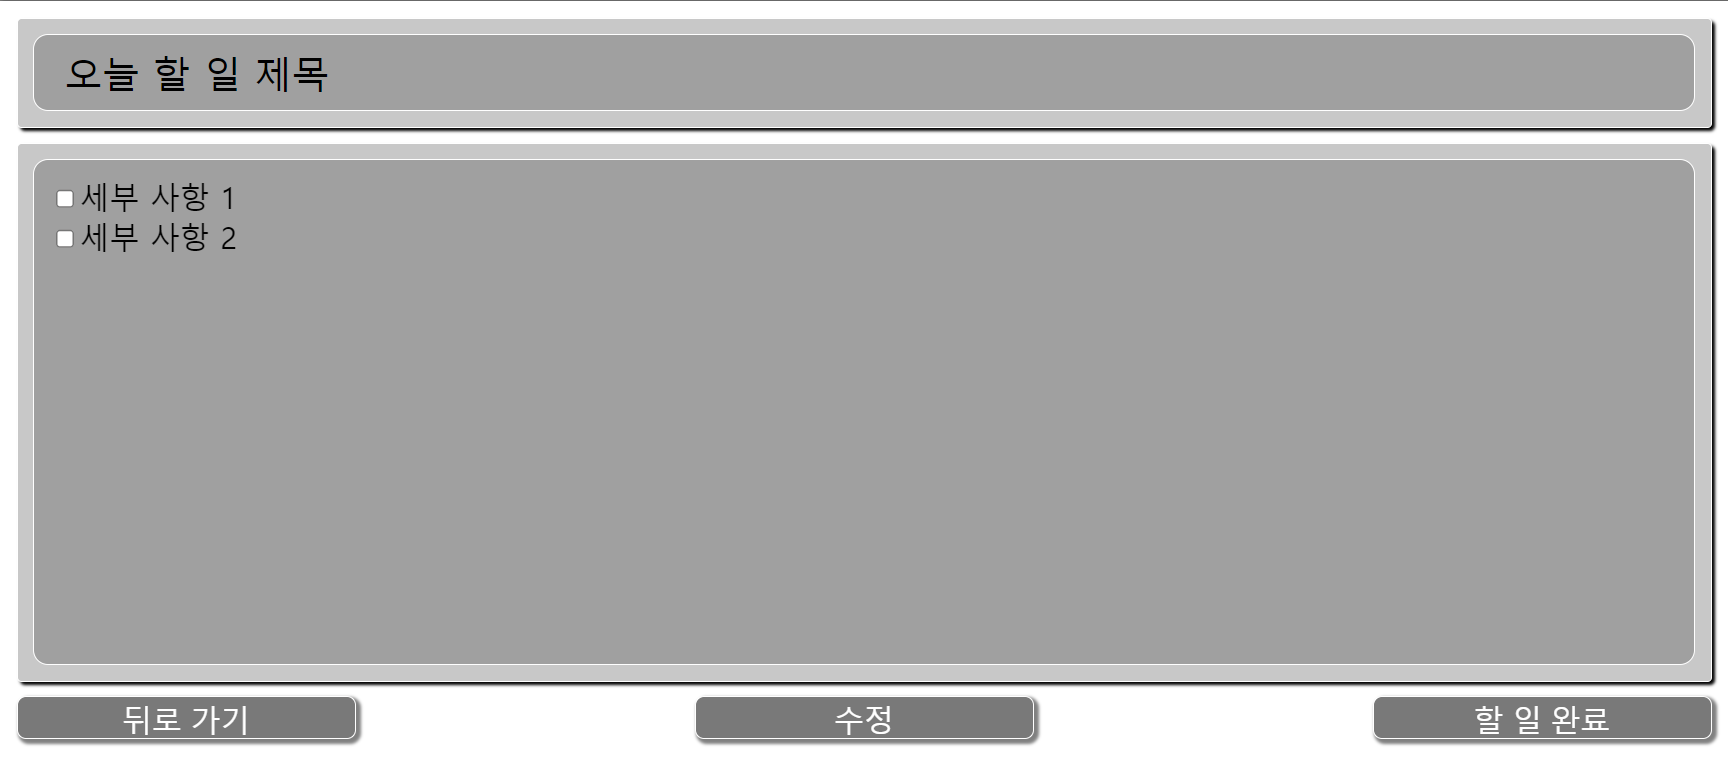 오늘 할 일 제목
세부 사항 1
세부 사항 2
뒤로 가기
수정
할 일 완료